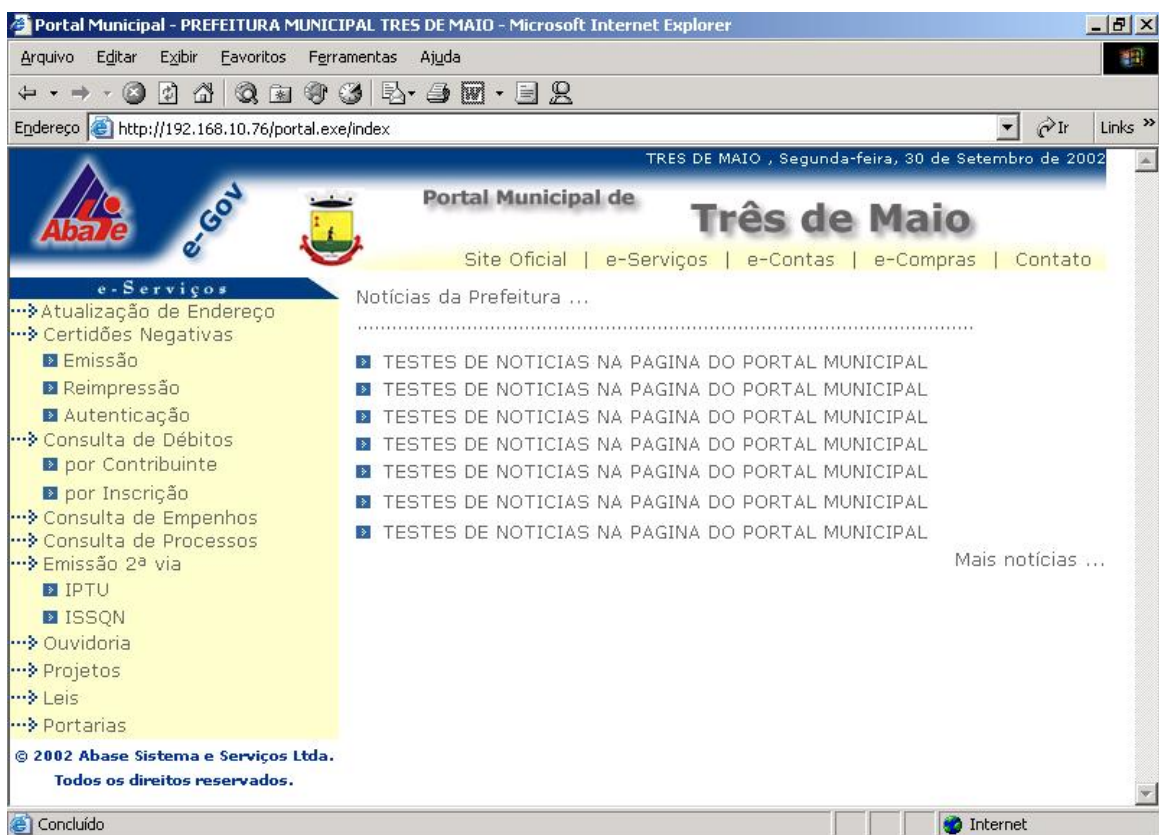 Portal Municipal - PREFEITURA MUNICIPAL TRES DE MAIO - Microsoft Internet Explorer
Arquivo Editar Exibir Favoritos Ferramentas Ajuda
Endereço http://192.168.10.76/portal.exe/index Ir Links »
TRES DE MAIO , Segunda-feira, 30 de Setembro de 2002
Abase e-Gov
Portal Municipal de Três de Maio
Site Oficial | e-Serviços | e-Contas | e-Compras | Contato
e-Serviços
Atualização de Endereço
Certidões Negativas
Emissão
Reimpressão
Autenticação
Consulta de Débitos
por Contribuinte
por Inscrição
Consulta de Empenhos
Consulta de Processos
Emissão 2ª via
IPTU
ISSQN
Ouvidoria
Projetos
Leis
Portarias
© 2002 Abase Sistema e Serviços Ltda.
Todos os direitos reservados.
Notícias da Prefeitura ...
TESTES DE NOTICIAS NA PAGINA DO PORTAL MUNICIPAL
TESTES DE NOTICIAS NA PAGINA DO PORTAL MUNICIPAL
TESTES DE NOTICIAS NA PAGINA DO PORTAL MUNICIPAL
TESTES DE NOTICIAS NA PAGINA DO PORTAL MUNICIPAL
TESTES DE NOTICIAS NA PAGINA DO PORTAL MUNICIPAL
TESTES DE NOTICIAS NA PAGINA DO PORTAL MUNICIPAL
TESTES DE NOTICIAS NA PAGINA DO PORTAL MUNICIPAL
Mais notícias ...
Concluído Internet